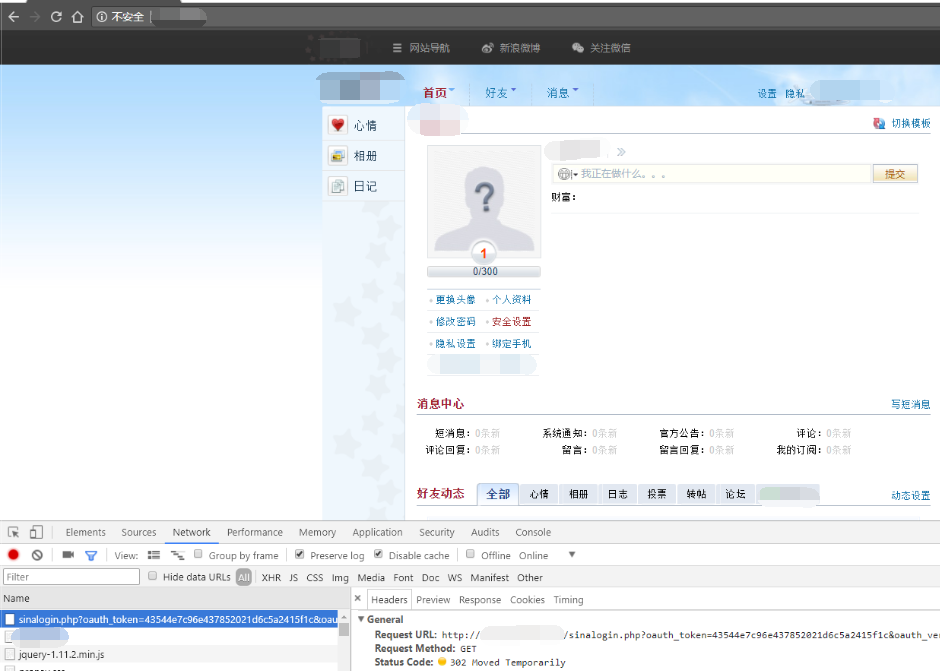 不安全
网站导航 新浪微博 关注微信
首页 好友 消息 设置 隐私
心情 切换模板
相册
我正在做什么。。。 提交
日记
财富：
?
1
0/300
更换头像 个人资料
修改密码 安全设置
隐私设置 绑定手机
消息中心 写短消息
短消息：0条新 系统通知：0条新 官方公告：0条新 评论：0条新
评论回复：0条新 留言：0条新 留言回复：0条新 我的订阅：0条新
好友动态 全部 心情 相册 日志 投票 转帖 论坛 动态设置
Elements Sources Network Performance Memory Application Security Audits Console
View: Group by frame Preserve log Disable cache Offline Online
Filter Hide data URLs All XHR JS CSS Img Media Font Doc WS Manifest Other
Name × Headers Preview Response Cookies Timing
sinalogin.php?oauth_token=43544e7c96e437852021d6c5a2415f1c&oau
General
Request URL: http:/ /sinalogin.php?oauth_token=43544e7c96e437852021d6c5a2415f1c&oauth_ve
Request Method: GET
jquery-1.11.2.min.js
Status Code: 302 Moved Temporarily